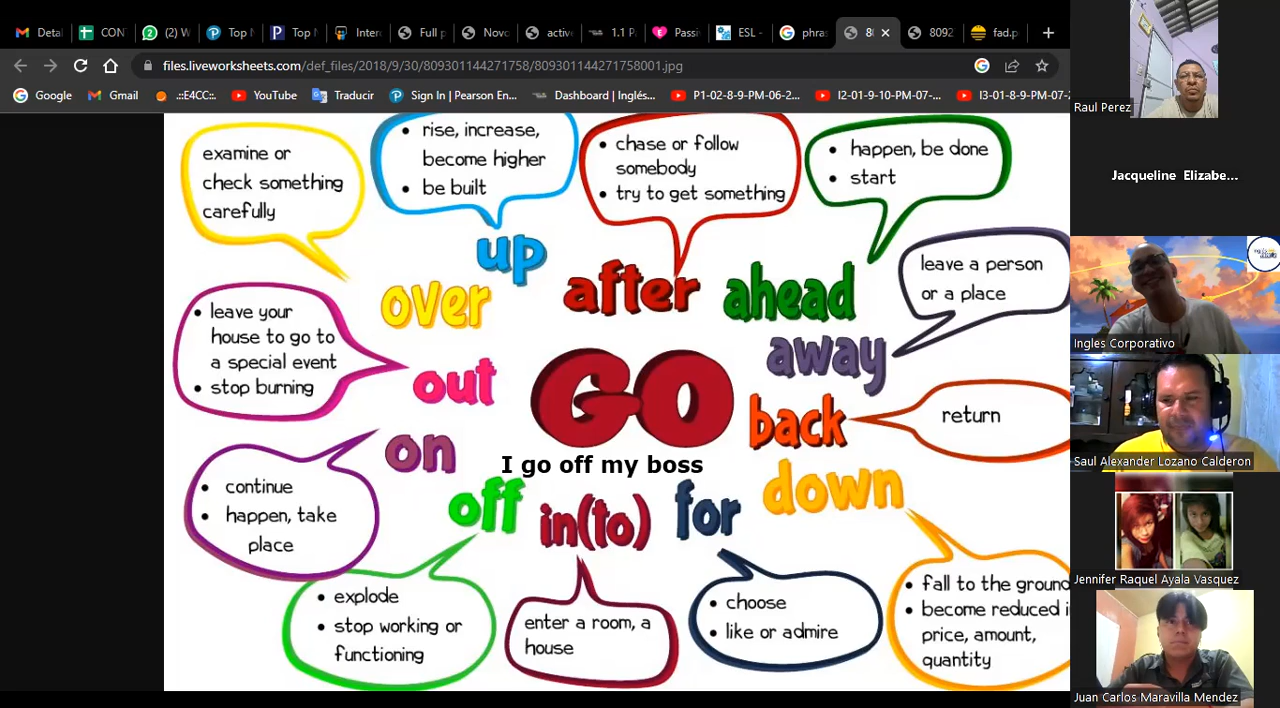 Detai
CON
(2) W
Top N
Top N
Inter
Full p
Novo
active
1.1 P
Passi
ESL -
phras
80
8092
fad.p
files.liveworksheets.com/def_files/2018/9/30/809301144271758/809301144271758001.jpg
Google
Gmail
.::E4CC::.
YouTube
Traducir
Sign In | Pearson En...
Dashboard | Inglés...
P1-02-8-9-PM-06-2...
I2-01-9-10-PM-07-...
I3-01-8-9-PM-07-2
examine or
check something
carefully
• rise, increase,
become higher
• be built
• chase or follow
somebody
• try to get something
• happen, be done
• start
leave a person
or a place
up
after
ahead
over
away
• leave your
house to go to
a special event
• stop burning
out
GO
back
return
on
I go off my boss
down
off
in(to)
for
• continue
• happen, take
place
• explode
• stop working or
functioning
enter a room, a
house
• choose
• like or admire
• fall to the ground
• become reduced i
price, amount,
quantity
Raul Perez
Jacqueline Elizabe...
Ingles Corporativo
Saul Alexander Lozano Calderon
Jennifer Raquel Ayala Vasquez
Juan Carlos Maravilla Mendez